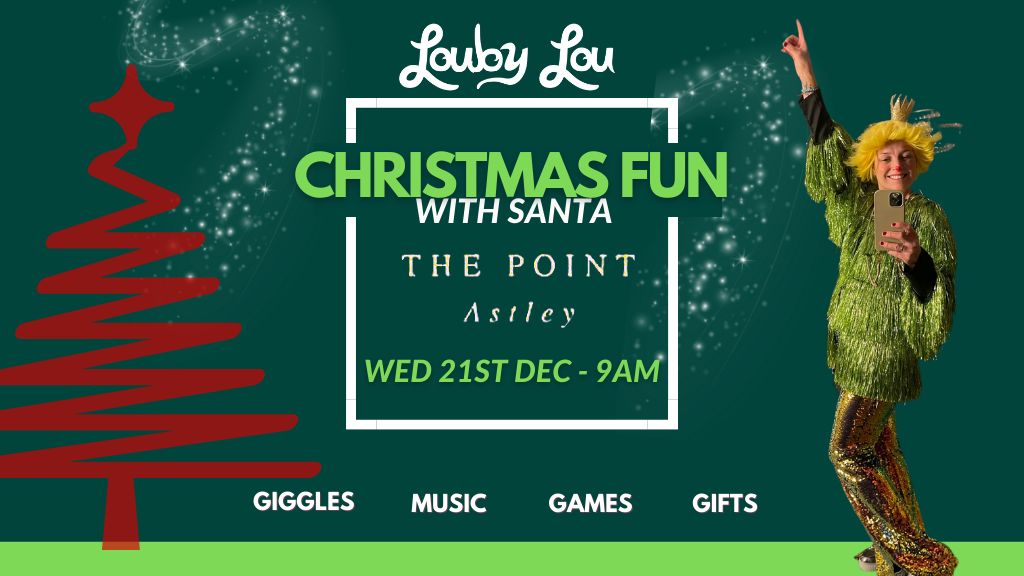 Louby Lou
CHRISTMAS FUN
WITH SANTA
THE POINT
Astley
WED 21ST DEC - 9AM
GIGGLES MUSIC GAMES GIFTS